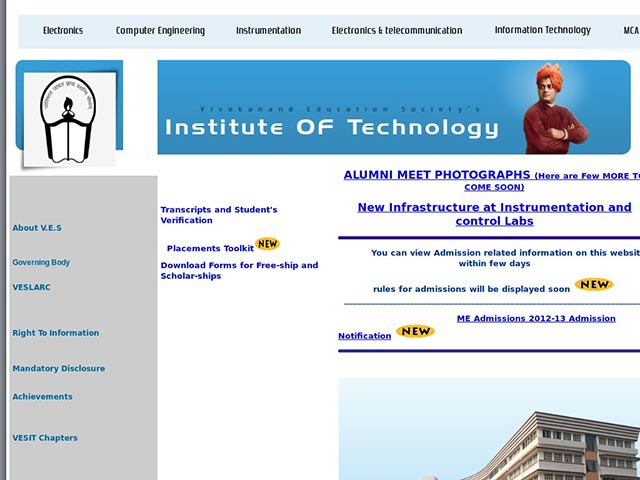 Electronics Computer Engineering Instrumentation Electronics & telecommunication Information Technology MCA
Vivekanand Education Society's
Institute OF Technology
About V.E.S
Governing Body
VESLARC
Right To Information
Mandatory Disclosure
Achievements
VESIT Chapters
Transcripts and Student's
Verification
Placements Toolkit NEW
Download Forms for Free-ship and
Scholar-ships
ALUMNI MEET PHOTOGRAPHS (Here are Few MORE TO
COME SOON)
New Infrastructure at Instrumentation and
control Labs
You can view Admission related information on this website
within few days
rules for admissions will be displayed soon NEW
ME Admissions 2012-13 Admission
Notification NEW